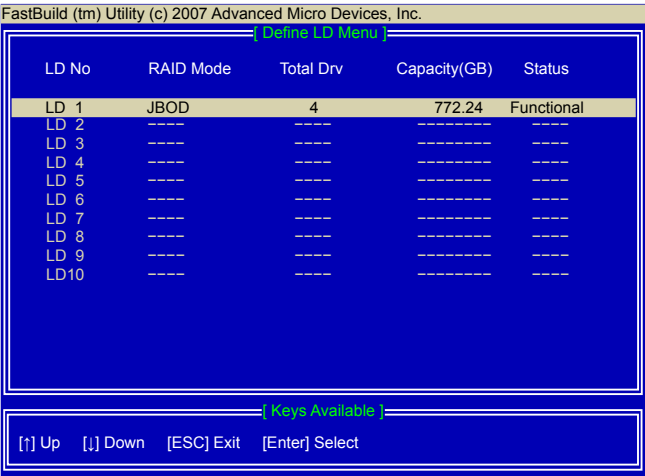 FastBuild (tm) Utility (c) 2007 Advanced Micro Devices, Inc.
[ Define LD Menu ]
LD No RAID Mode Total Drv Capacity(GB) Status
LD 1 JBOD 4 772.24 Functional
LD 2 ---- ---- -------- ----
LD 3 ---- ---- -------- ----
LD 4 ---- ---- -------- ----
LD 5 ---- ---- -------- ----
LD 6 ---- ---- -------- ----
LD 7 ---- ---- -------- ----
LD 8 ---- ---- -------- ----
LD 9 ---- ---- -------- ----
LD10 ---- ---- -------- ----
[ Keys Available ]
[↑] Up [↓] Down [ESC] Exit [Enter] Select